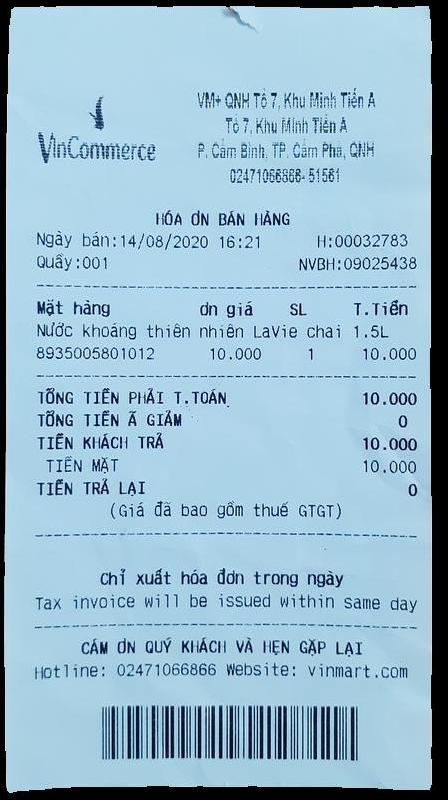 VinCommerce
VM+ QNH Tổ 7, Khu Minh Tiến A
Tổ 7, Khu Minh Tiến A
P. Cẩm Bình, TP. Cẩm Phả, QNH
02471066866-51561
HÓA ƠN BÁN HÀNG
Ngày bán:14/08/2020 16:21 H:00032783
Quầy:001 NVBH:09025438
Mặt hàng ơn giá SL T.Tiền
Nước khoáng thiên nhiên LaVie chai 1.5L
8935005801012 10.000 1 10.000
TỔNG TIỀN PHẢI T.TOÁN 10.000
TỔNG TIỀN Ã GIẢM 0
TIỀN KHÁCH TRẢ 10.000
TIỀN MẶT 10.000
TIỀN TRẢ LẠI 0
(Giá đã bao gồm thuế GTGT)
Chỉ xuất hóa đơn trong ngày
Tax invoice will be issued within same day
CẢM ƠN QUÝ KHÁCH VÀ HẸN GẶP LẠI
Hotline: 02471066866 Website: vinmart.com